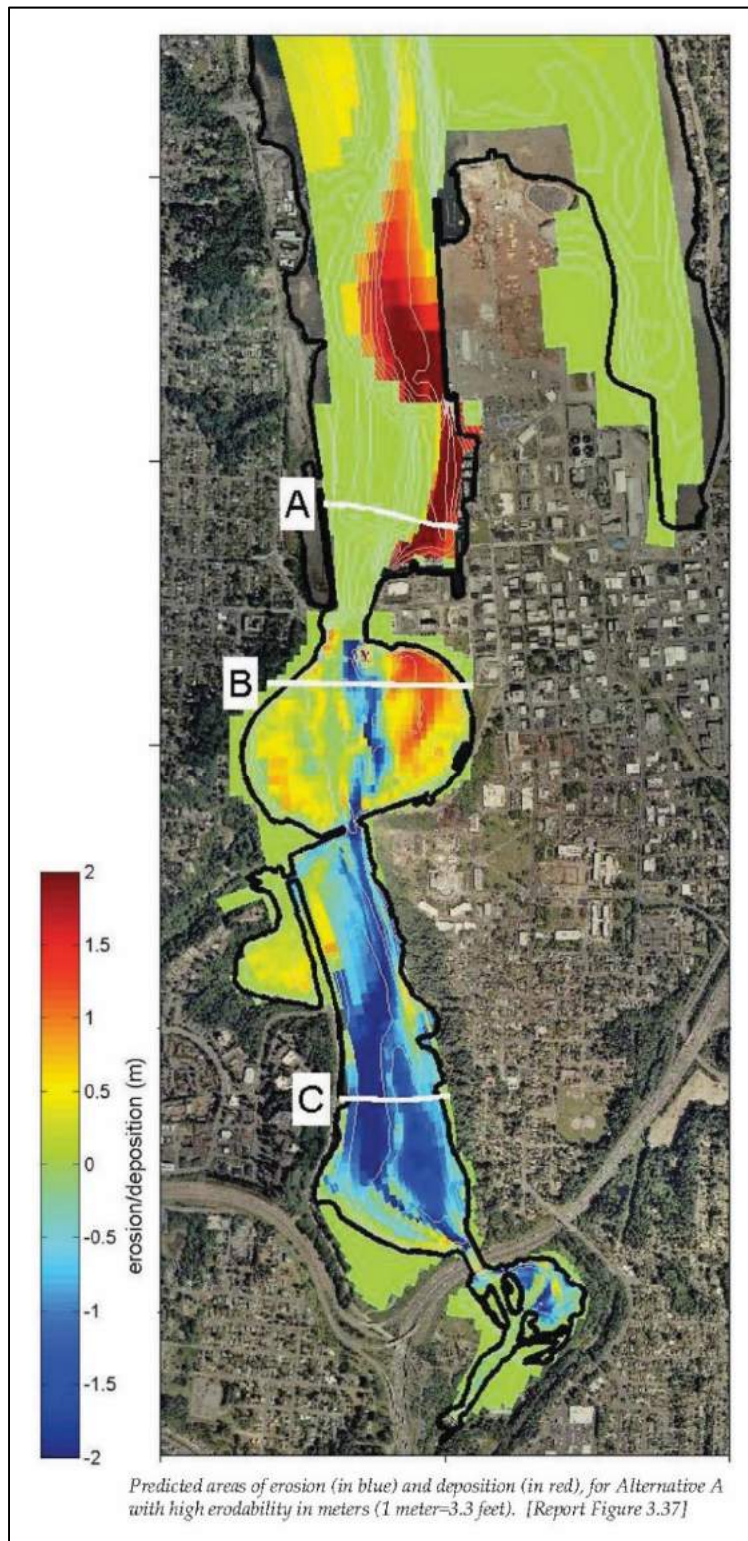 A
B
C
2
1.5
1
0.5
0
-0.5
-1
-1.5
-2
erosion/deposition (m)
Predicted areas of erosion (in blue) and deposition (in red), for Alternative A
with high erodability in meters (1 meter=3.3 feet). [Report Figure 3.37]